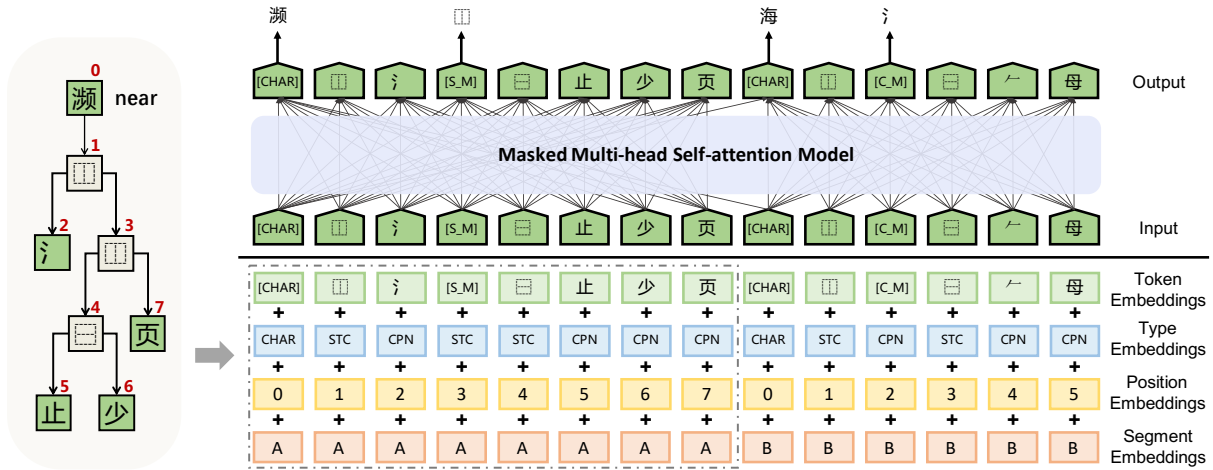 0
濒 near
1
⿰
2
氵
3
⿰
4
⿱
7
页
5
止
6
少
濒 ⿰ 海 氵
[CHAR] ⿰ 氵 [S_M] ⿱ 止 少 页 [CHAR] ⿰ [C_M] ⿱ 𠂉 母 Output
Masked Multi-head Self-attention Model
[CHAR] ⿰ 氵 [S_M] ⿱ 止 少 页 [CHAR] ⿰ [C_M] ⿱ 𠂉 母 Input
[CHAR] ⿰ 氵 [S_M] ⿱ 止 少 页 [CHAR] ⿰ [C_M] ⿱ 𠂉 母 Token Embeddings
+ + + + + + + + + + + + + +
CHAR STC CPN STC STC CPN CPN CPN CHAR STC CPN STC CPN CPN Type Embeddings
+ + + + + + + + + + + + + +
0 1 2 3 4 5 6 7 0 1 2 3 4 5 Position Embeddings
+ + + + + + + + + + + + + +
A A A A A A A A B B B B B B Segment Embeddings